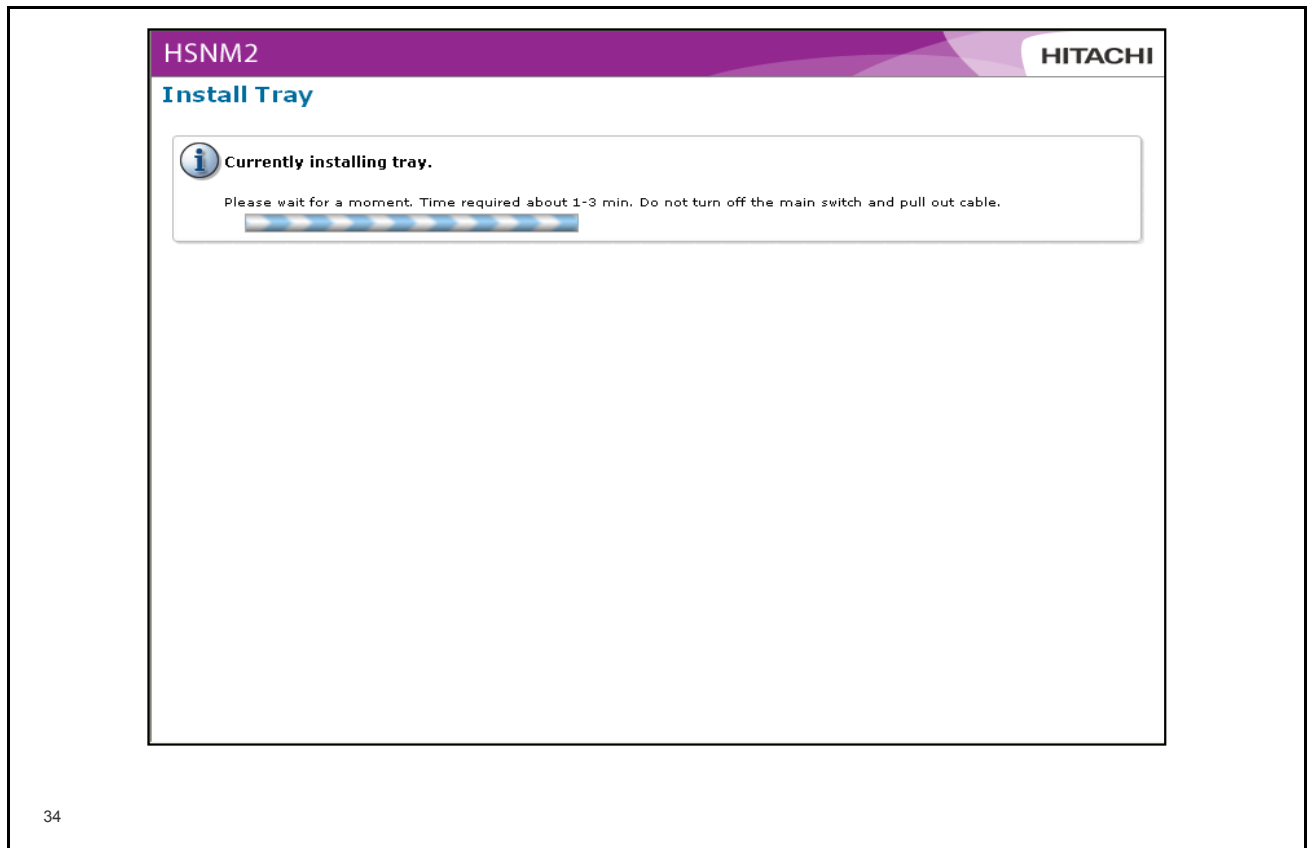 HSNM2
HITACHI
Install Tray
Currently installing tray.
Please wait for a moment. Time required about 1-3 min. Do not turn off the main switch and pull out cable.
34